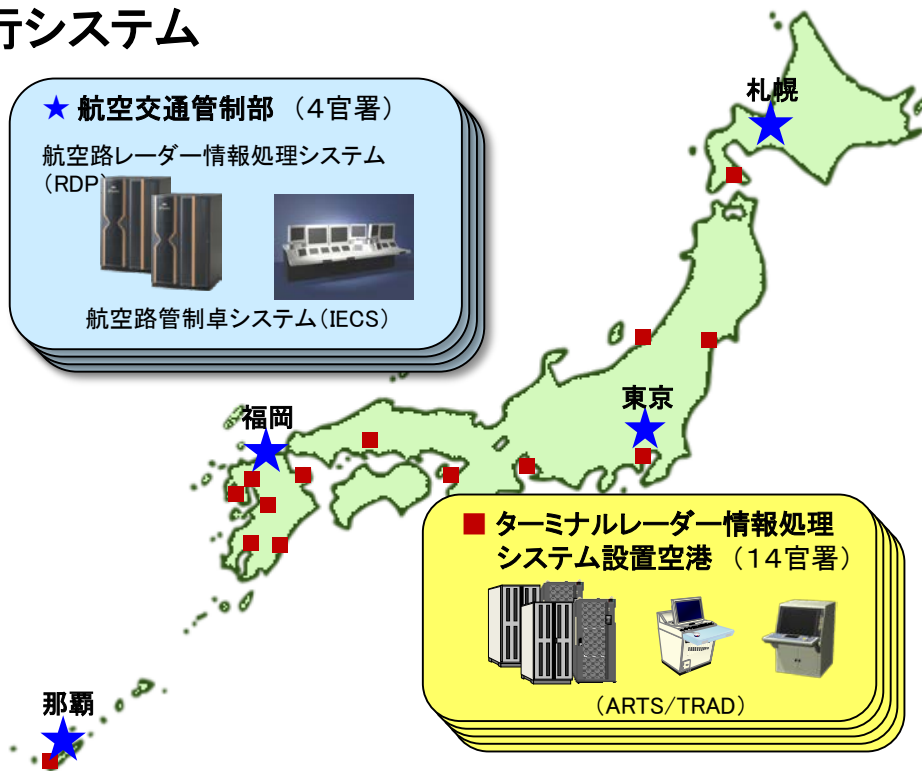 行システム
★ 航空交通管制部 （4官署）
航空路レーダー情報処理システム
（RDP）
航空路管制卓システム（IECS）
札幌
東京
福岡
那覇
■ ターミナルレーダー情報処理
システム設置空港 （14官署）
（ARTS/TRAD）